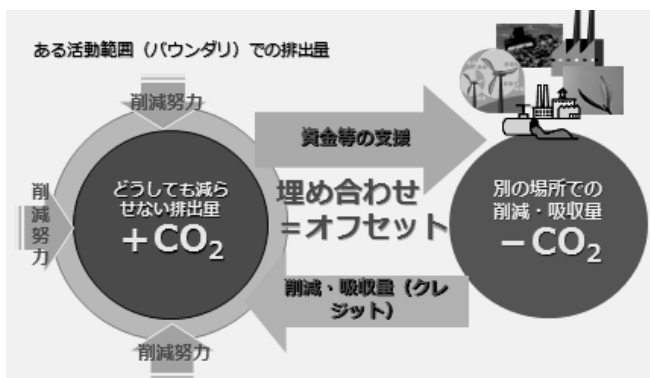 ある活動範囲(バウンダリ)での排出量
削減努力
資金等の支援
削減努力
どうしても減ら
せない排出量
+CO2
埋め合わせ
=オフセット
別の場所での
削減・吸収量
-CO2
削減・吸収量(クレ
ジット)
削減努力